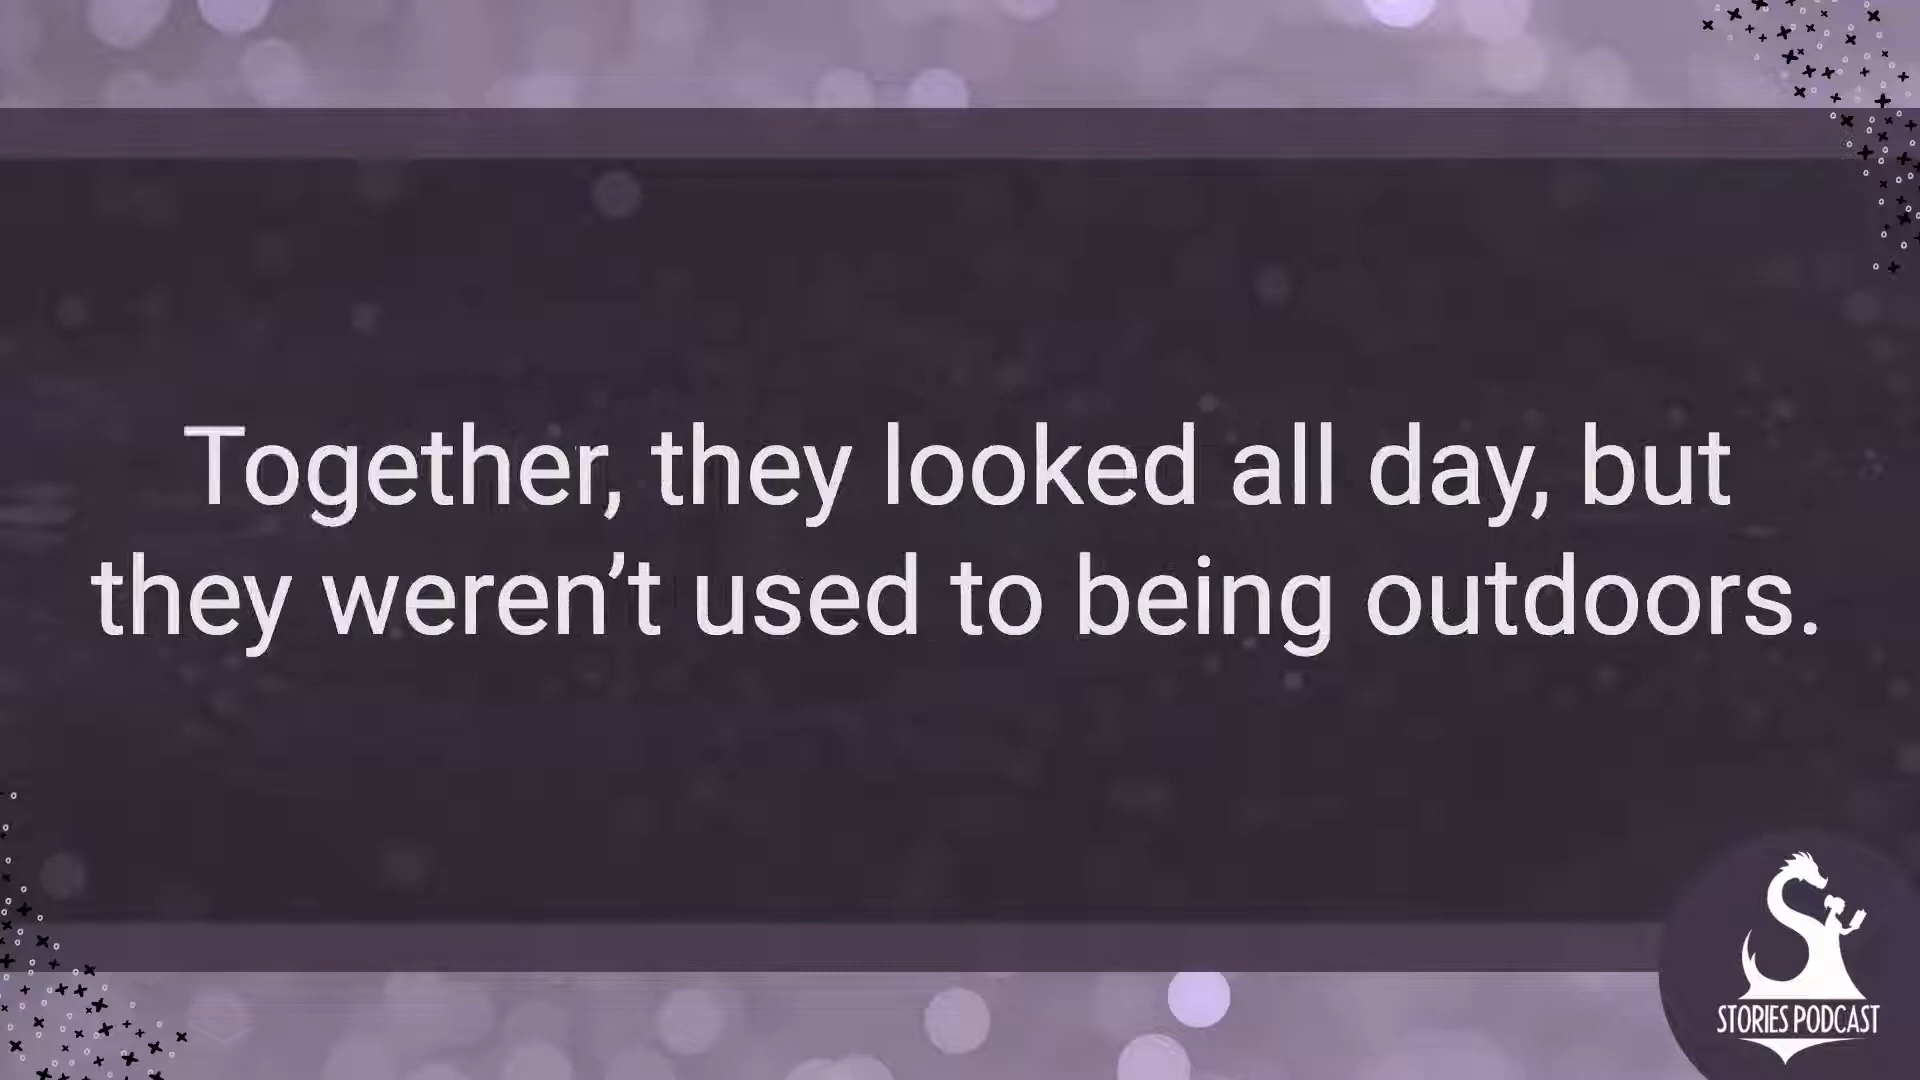 Together, they looked all day, but
they weren’t used to being outdoors.
STORIES PODCAST